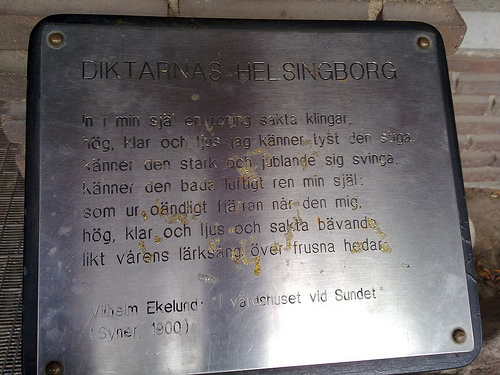 DIKTARNAS HELSINGBORG
In i min själ en toning sakta klingar,
hög, klar och ljus jag känner tyst den stiga,
känner den stark och jublande sig svinga,
känner den bada luftigt ren min själ:
som ur oändligt fjärran når den mig,
hög, klar och ljus och sakta bävande,
likt vårens lärksång över frusna hedar.
Vilhelm Ekelund: "I värdshuset vid Sundet"
(Syner, 1900)